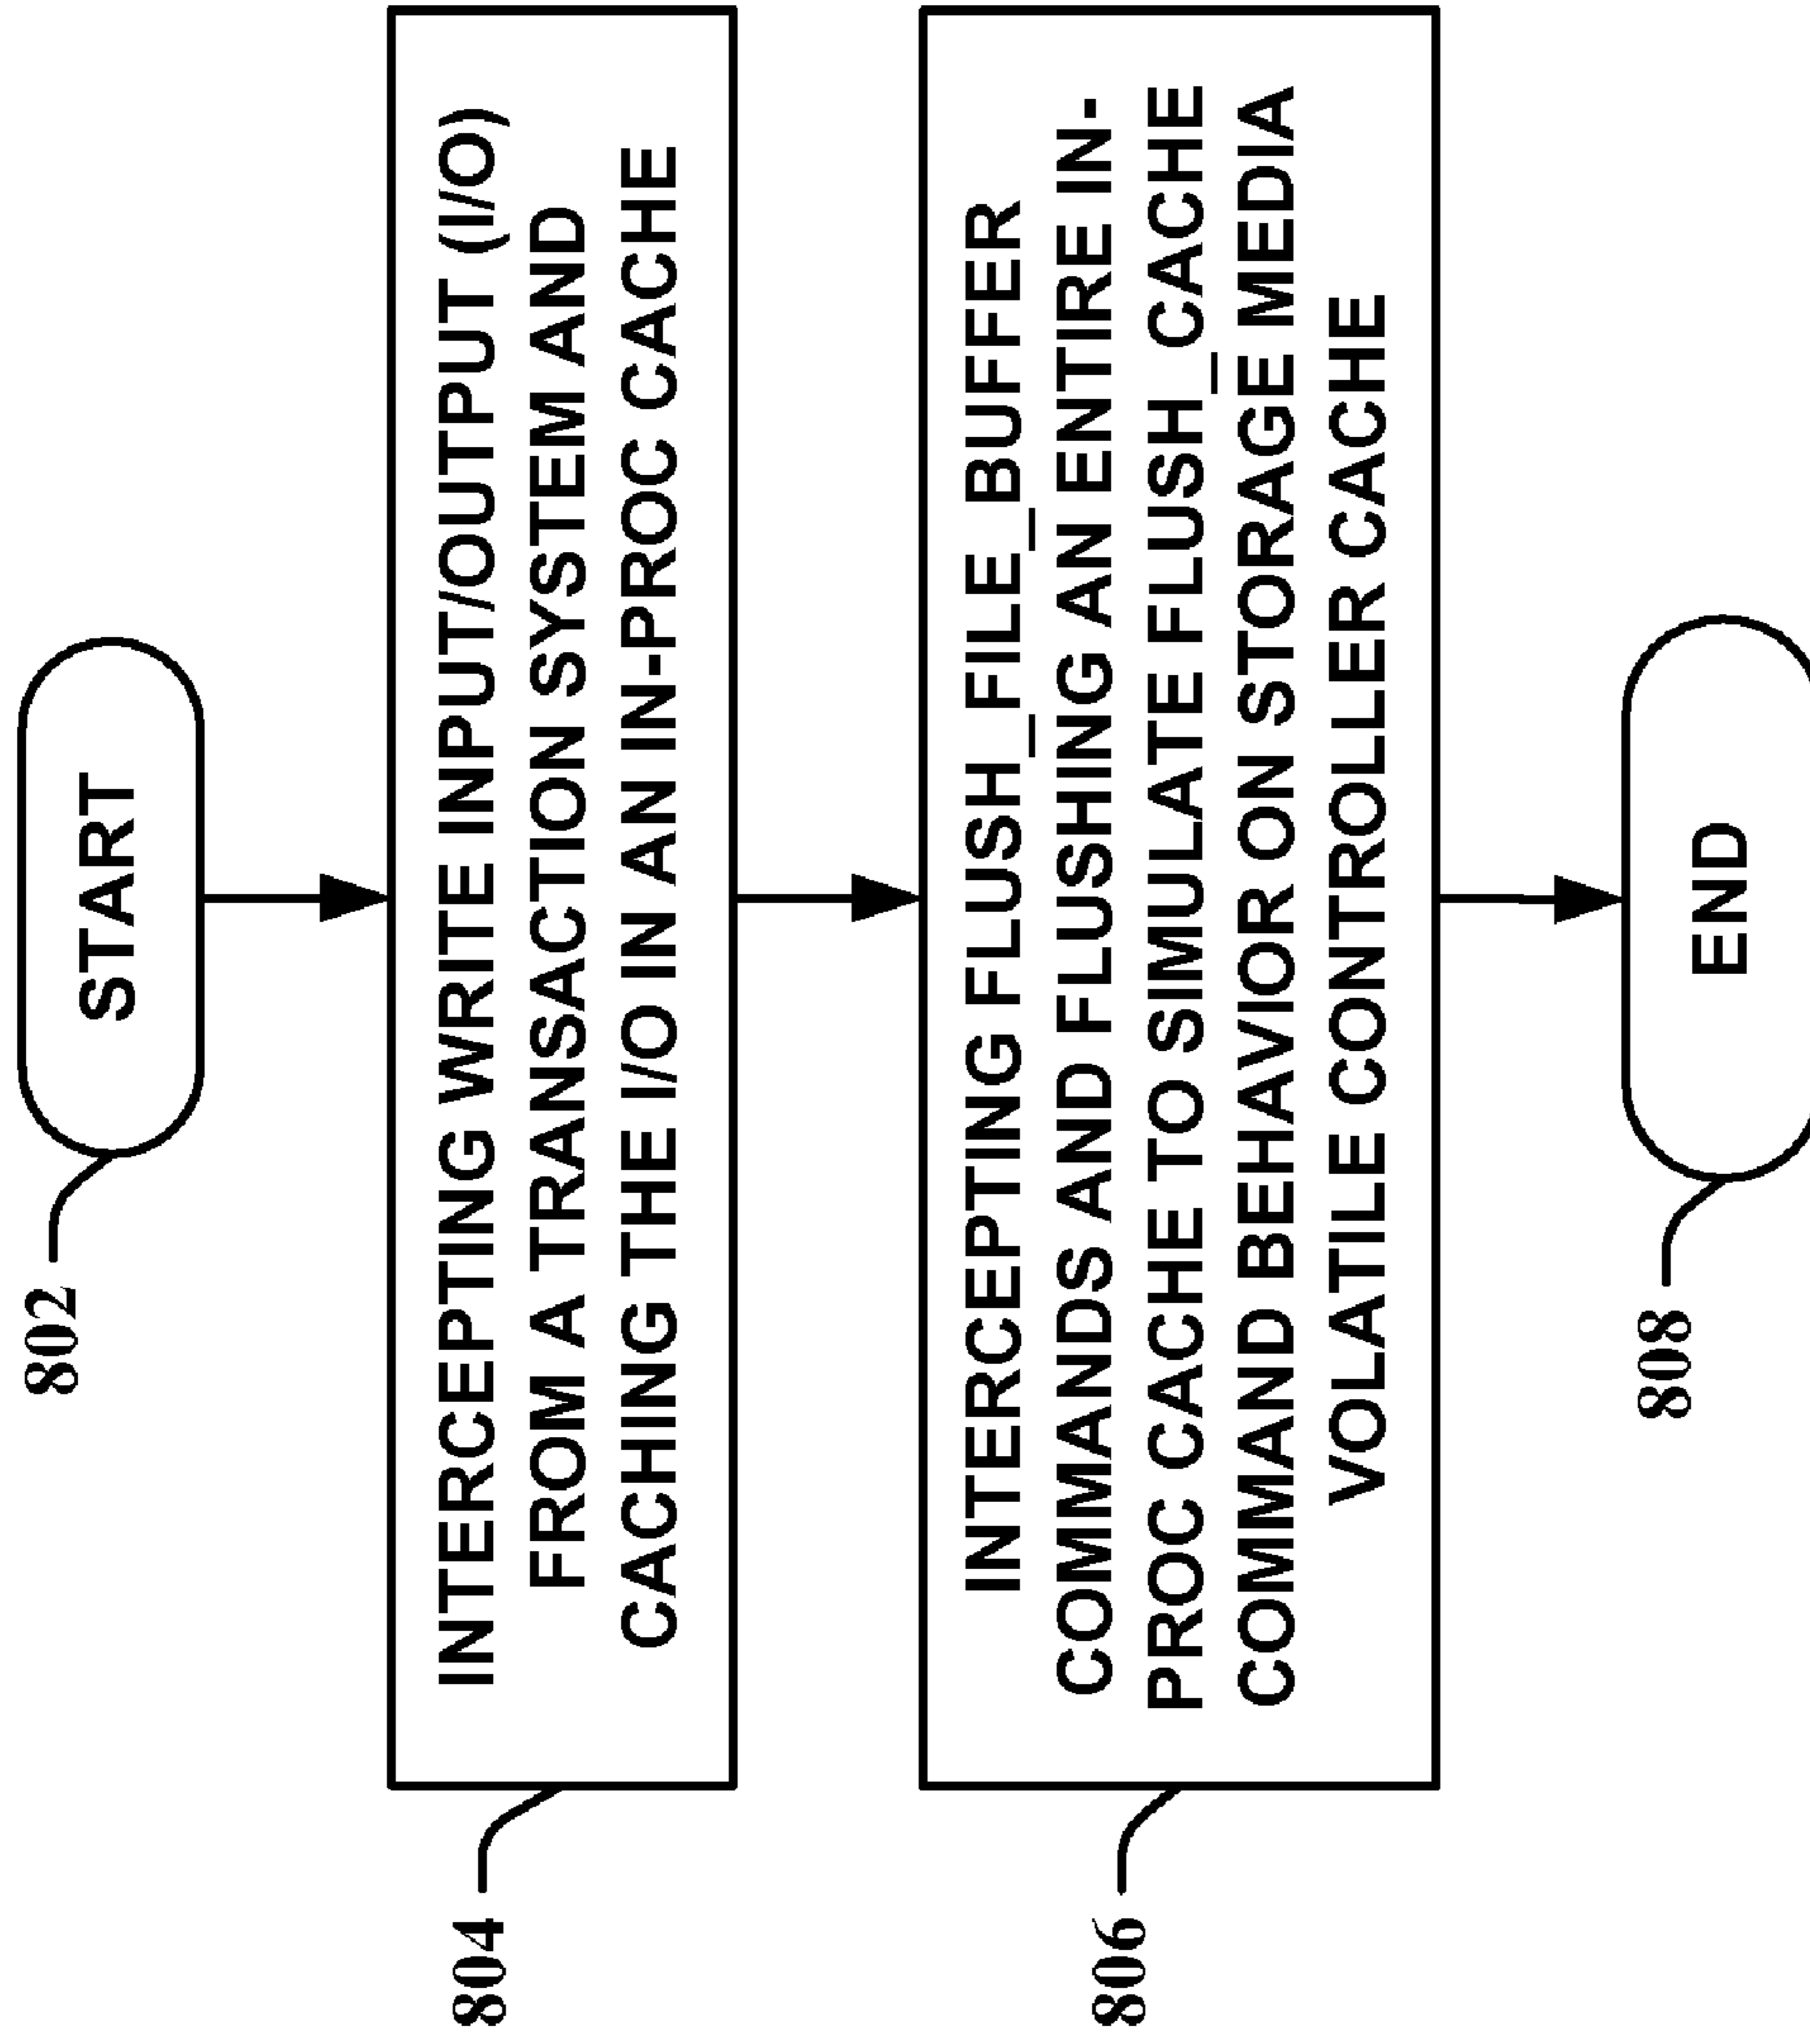 802
START
804
INTERCEPTING WRITE INPUT/OUTPUT (I/O)
FROM A TRANSACTION SYSTEM AND
CACHING THE I/O IN AN IN-PROC CACHE
806
INTERCEPTING FLUSH_FILE_BUFFER
COMMANDS AND FLUSHING AN ENTIRE IN-
PROC CACHE TO SIMULATE FLUSH_CACHE
COMMAND BEHAVIOR ON STORAGE MEDIA
VOLATILE CONTROLLER CACHE
808
END